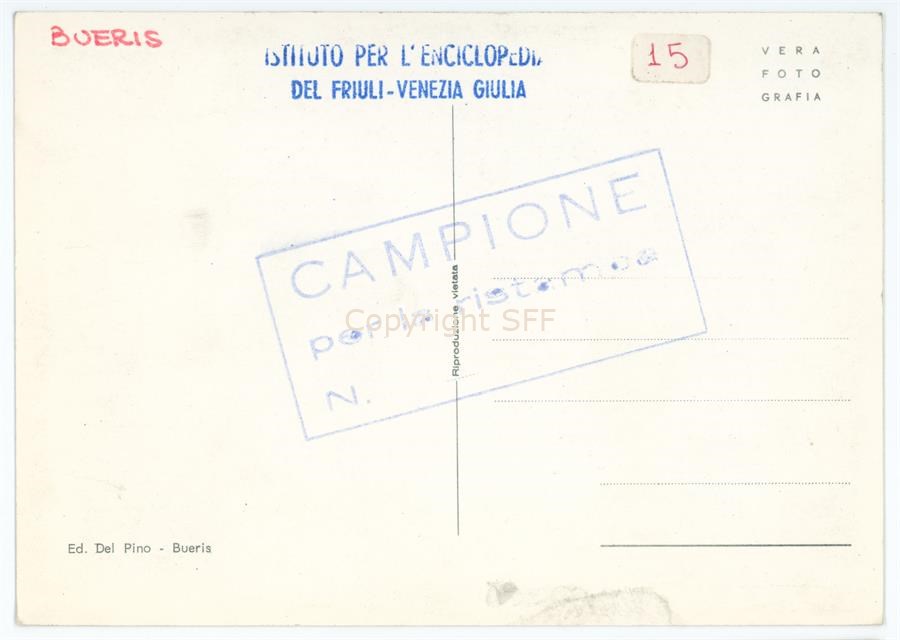 BUERIS
ISTITUTO PER L'ENCICLOPEDIA
DEL FRIULI-VENEZIA GIULIA
15
VERA
FOTO
GRAFIA
CAMPIONE
per la ristampa
N.
Riproduzione vietata
Copyright SFF
Ed. Del Pino - Bueris